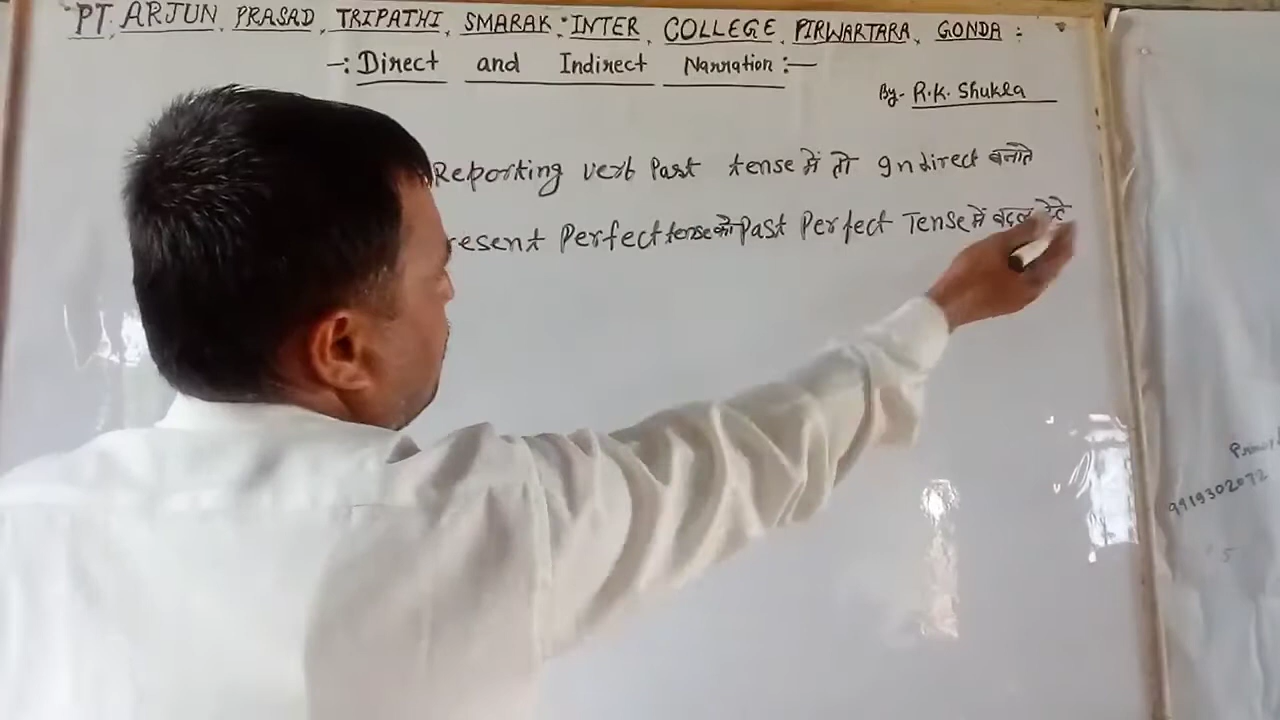 PT. ARJUN PRASAD TRIPATHI SMARAK INTER COLLEGE PIRWARTARA, GONDA :
-: Direct and Indirect Narration :-
By- R.K. Shukla
Reporting verb Past tense में हो Indirect बनाते
resent Perfect tense को Past Perfect Tense में बदल देते
9919302072